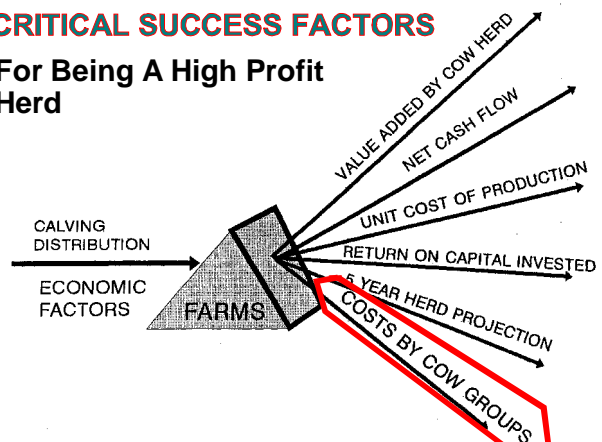 CRITICAL SUCCESS FACTORS
For Being A High Profit
Herd
VALUE ADDED BY COW HERD
NET CASH FLOW
UNIT COST OF PRODUCTION
CALVING
DISTRIBUTION
RETURN ON CAPITAL INVESTED
ECONOMIC
FACTORS
FARMS
5 YEAR HERD PROJECTION
COSTS BY COW GROUPS